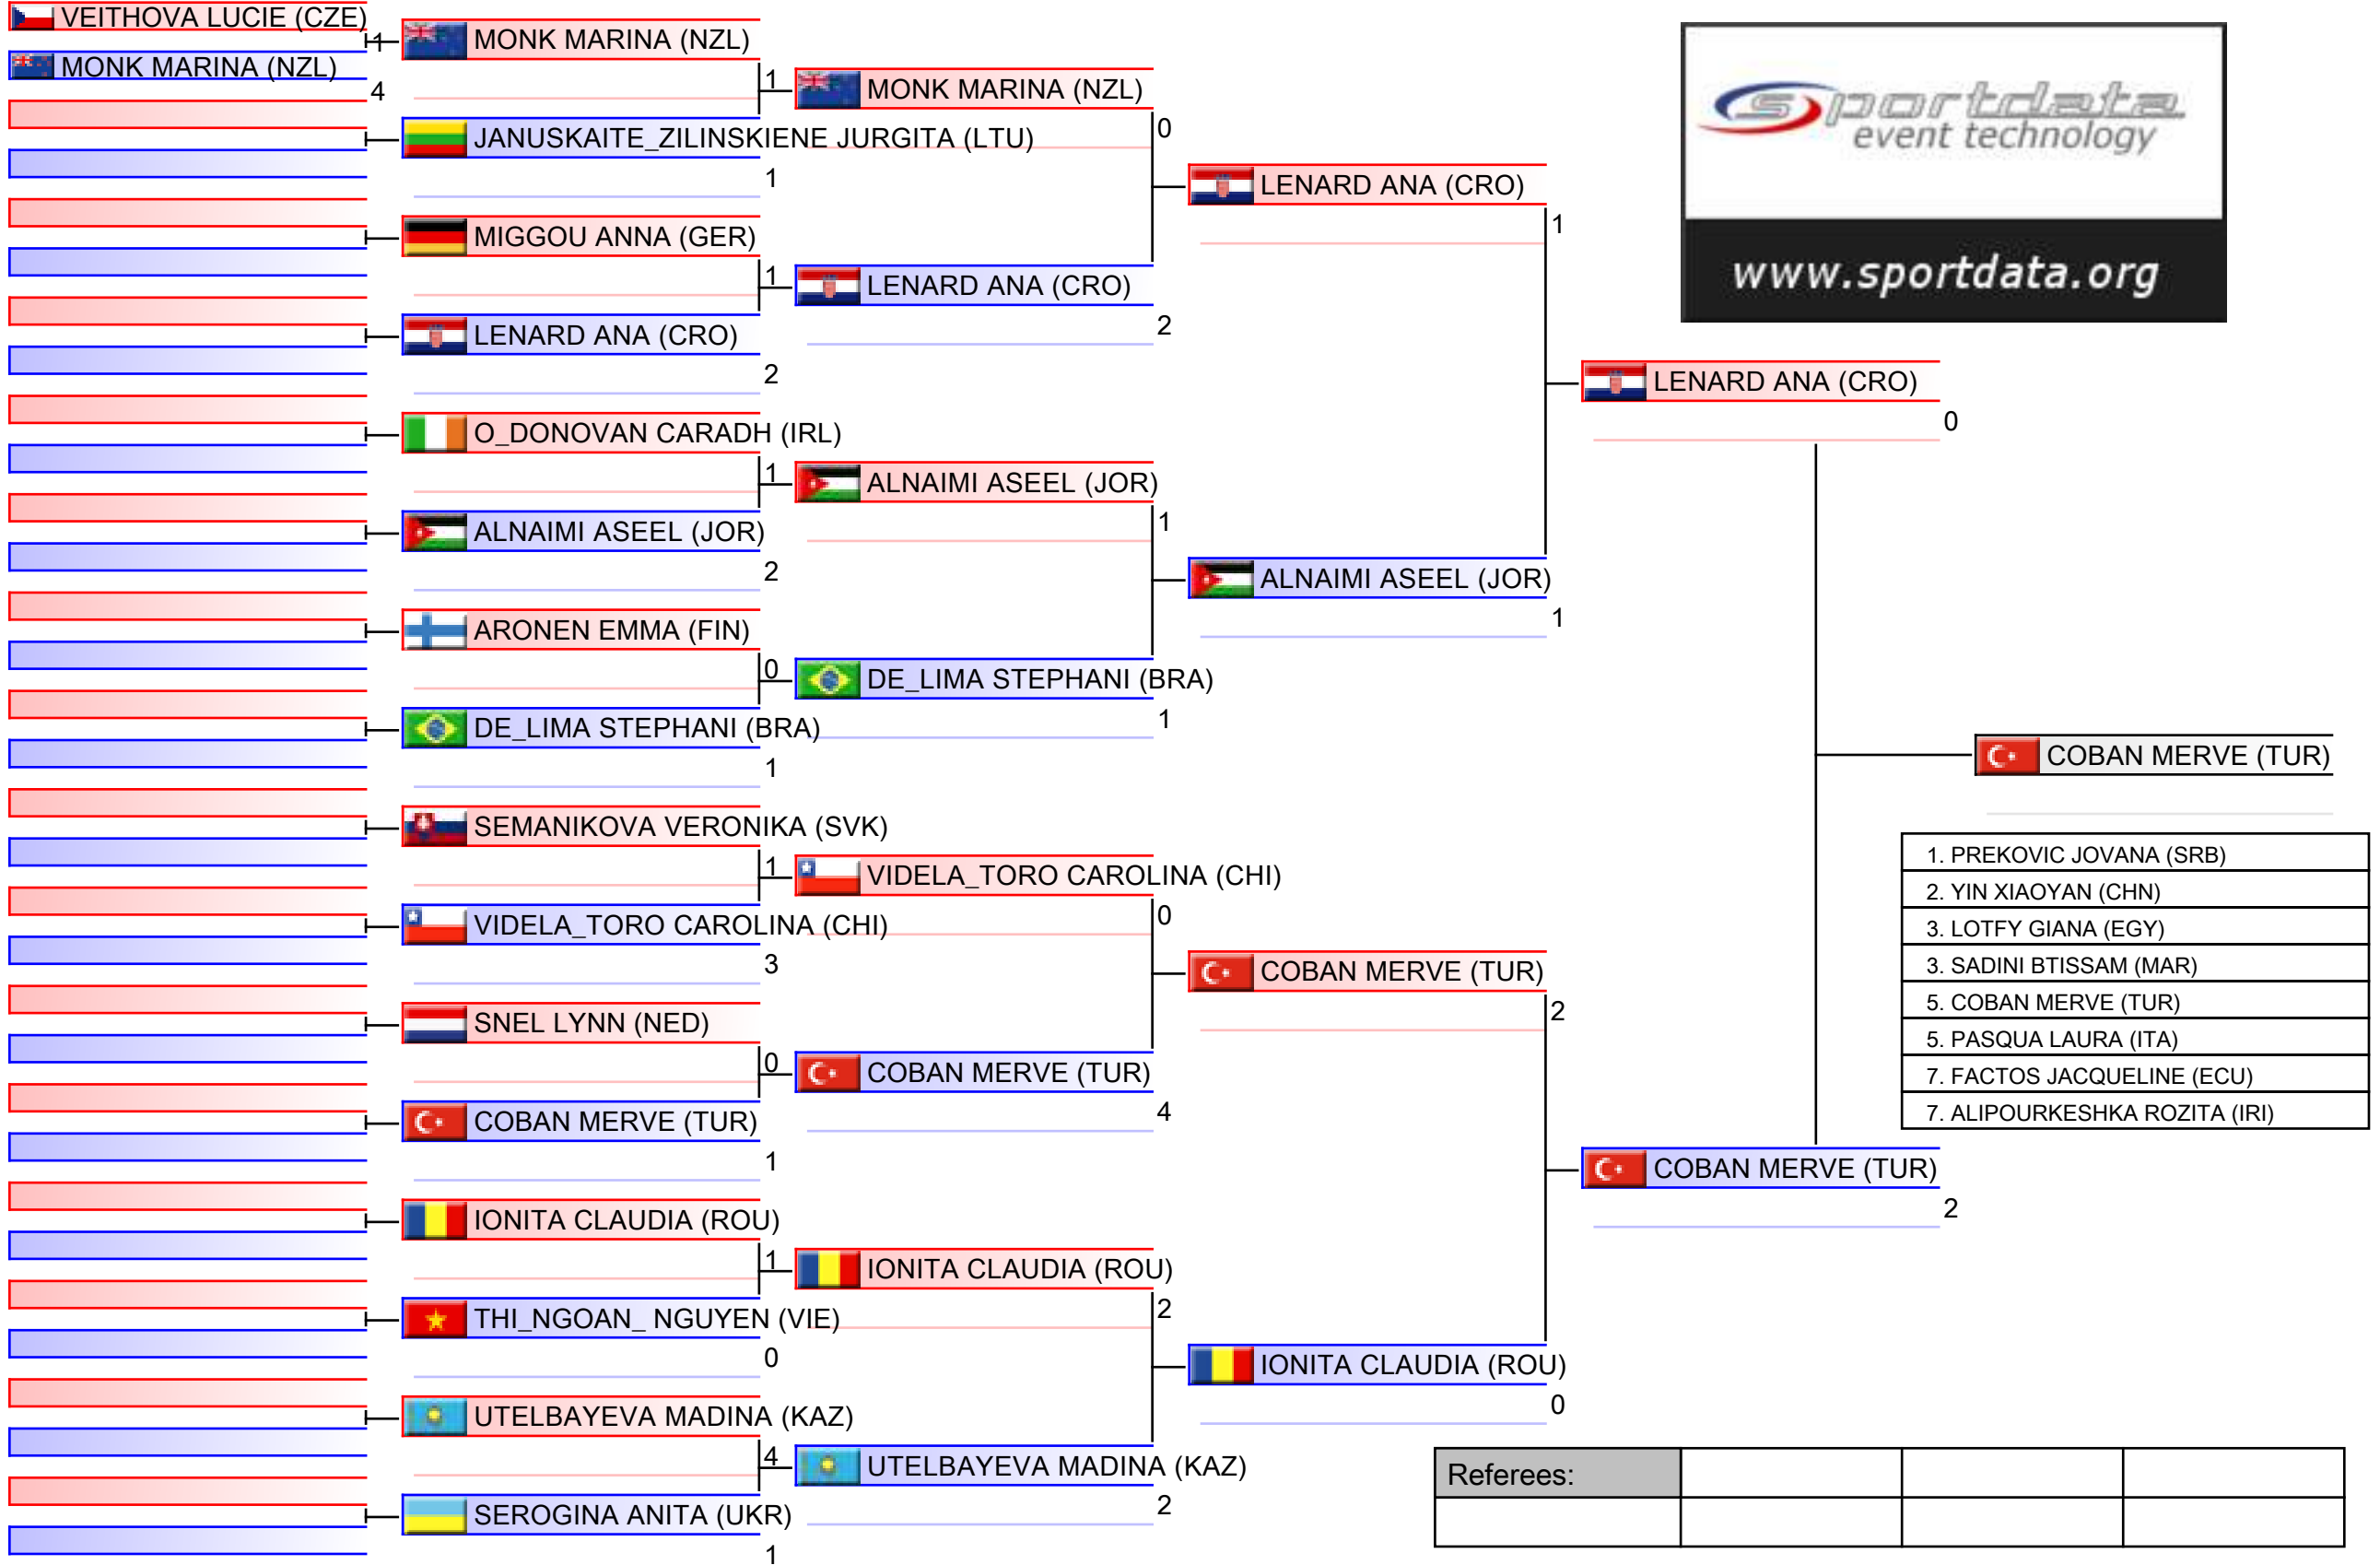 VEITHOVA LUCIE (CZE)
1
MONK MARINA (NZL)
4
MONK MARINA (NZL)
1
JANUSKAITE_ZILINSKIENE JURGITA (LTU)
1
MIGGOU ANNA (GER)
1
LENARD ANA (CRO)
2
O_DONOVAN CARADH (IRL)
1
ALNAIMI ASEEL (JOR)
2
ARONEN EMMA (FIN)
0
DE_LIMA STEPHANI (BRA)
1
SEMANIKOVA VERONIKA (SVK)
1
VIDELA_TORO CAROLINA (CHI)
3
SNEL LYNN (NED)
0
COBAN MERVE (TUR)
1
IONITA CLAUDIA (ROU)
1
THI_NGOAN_ NGUYEN (VIE)
0
UTELBAYEVA MADINA (KAZ)
4
SEROGINA ANITA (UKR)
1
MONK MARINA (NZL)
0
LENARD ANA (CRO)
2
ALNAIMI ASEEL (JOR)
1
DE_LIMA STEPHANI (BRA)
1
VIDELA_TORO CAROLINA (CHI)
0
COBAN MERVE (TUR)
4
IONITA CLAUDIA (ROU)
2
UTELBAYEVA MADINA (KAZ)
2
LENARD ANA (CRO)
1
ALNAIMI ASEEL (JOR)
1
COBAN MERVE (TUR)
2
IONITA CLAUDIA (ROU)
0
LENARD ANA (CRO)
0
COBAN MERVE (TUR)
2
COBAN MERVE (TUR)
sportdata
event technology
www.sportdata.org
1. PREKOVIC JOVANA (SRB)
2. YIN XIAOYAN (CHN)
3. LOTFY GIANA (EGY)
3. SADINI BTISSAM (MAR)
5. COBAN MERVE (TUR)
5. PASQUA LAURA (ITA)
7. FACTOS JACQUELINE (ECU)
7. ALIPOURKESHKA ROZITA (IRI)
Referees: